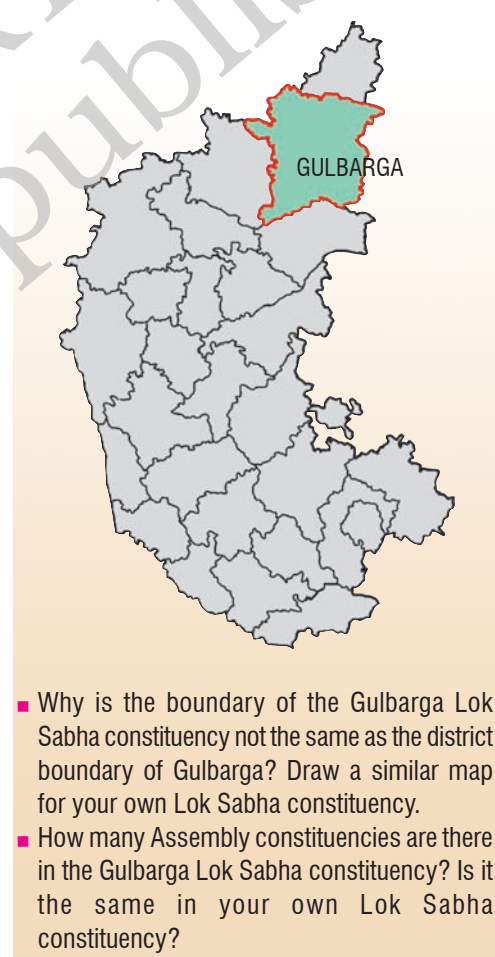 GULBARGA
■ Why is the boundary of the Gulbarga Lok
Sabha constituency not the same as the district
boundary of Gulbarga? Draw a similar map
for your own Lok Sabha constituency.
■ How many Assembly constituencies are there
in the Gulbarga Lok Sabha constituency? Is it
the same in your own Lok Sabha
constituency?